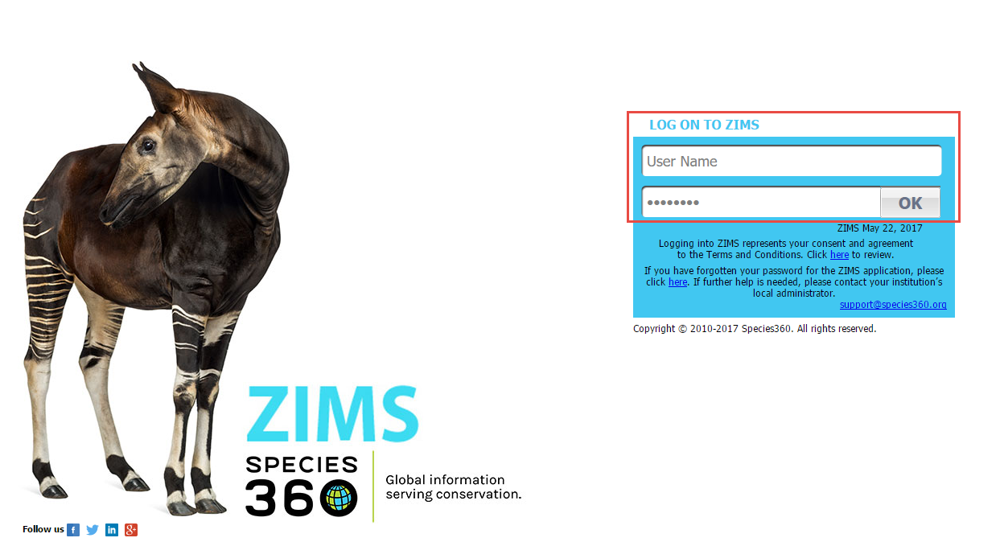 LOG ON TO ZIMS
User Name
••••••••
OK
ZIMS May 22, 2017
Logging into ZIMS represents your consent and agreement
to the Terms and Conditions. Click here to review.
If you have forgotten your password for the ZIMS application, please
click here. If further help is needed, please contact your institution's
local administrator.
support@species360.org
Copyright © 2010-2017 Species360. All rights reserved.
ZIMS
SPECIES
360
Global information
serving conservation.
Follow us f in g+